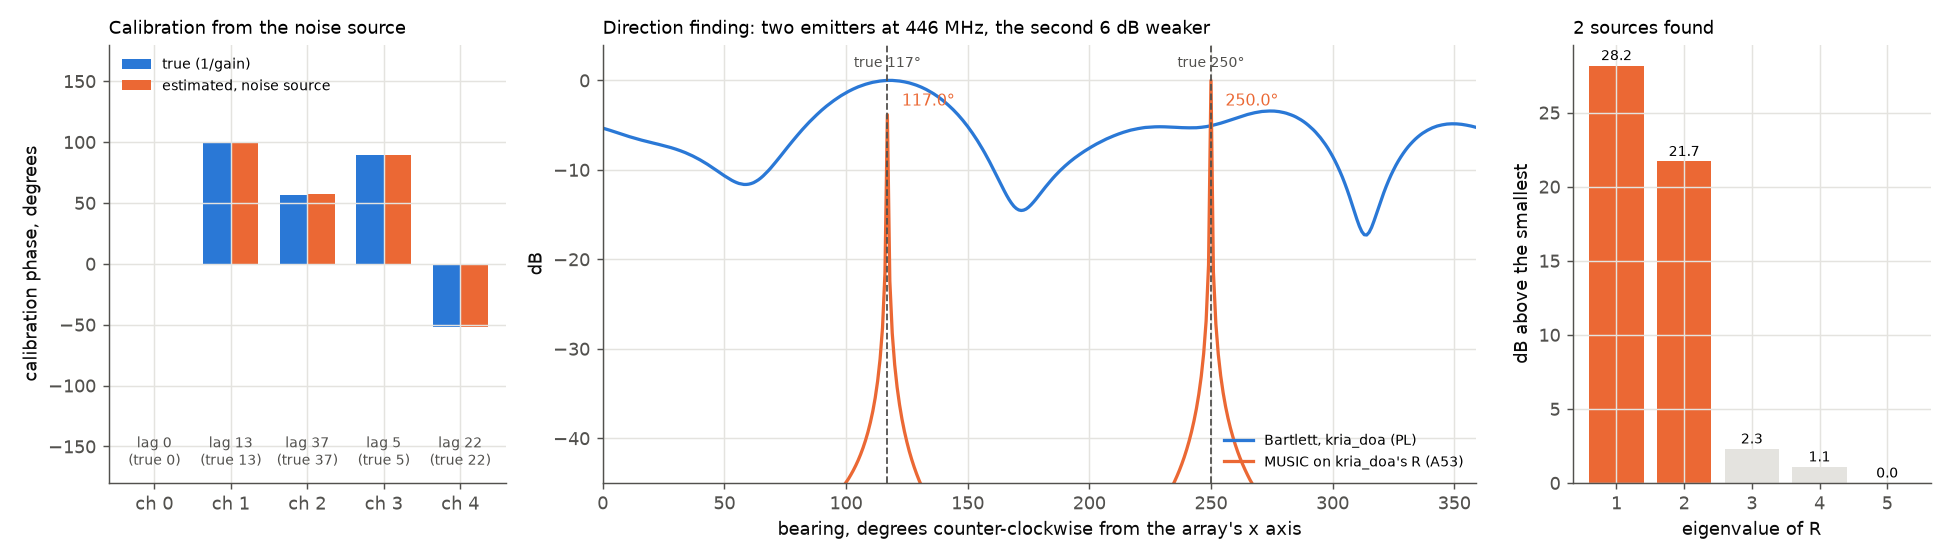 Calibration from the noise source
true (1/gain)
estimated, noise source
calibration phase, degrees
150
100
50
0
−50
−100
−150
lag 0
(true 0)
lag 13
(true 13)
lag 37
(true 37)
lag 5
(true 5)
lag 22
(true 22)
ch 0
ch 1
ch 2
ch 3
ch 4
Direction finding: two emitters at 446 MHz, the second 6 dB weaker
true 117°
true 250°
117.0°
250.0°
dB
0
−10
−20
−30
−40
Bartlett, kria_doa (PL)
MUSIC on kria_doa's R (A53)
0
50
100
150
200
250
300
350
bearing, degrees counter-clockwise from the array's x axis
2 sources found
dB above the smallest
25
20
15
10
5
0
28.2
21.7
2.3
1.1
0.0
1
2
3
4
5
eigenvalue of R